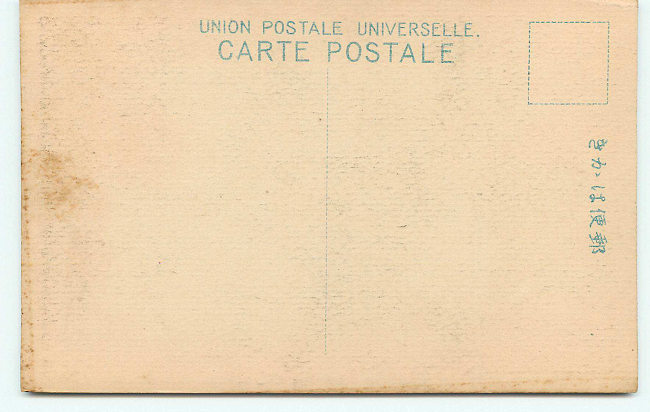 UNION POSTALE UNIVERSELLE.
CARTE POSTALE
郵便はかき